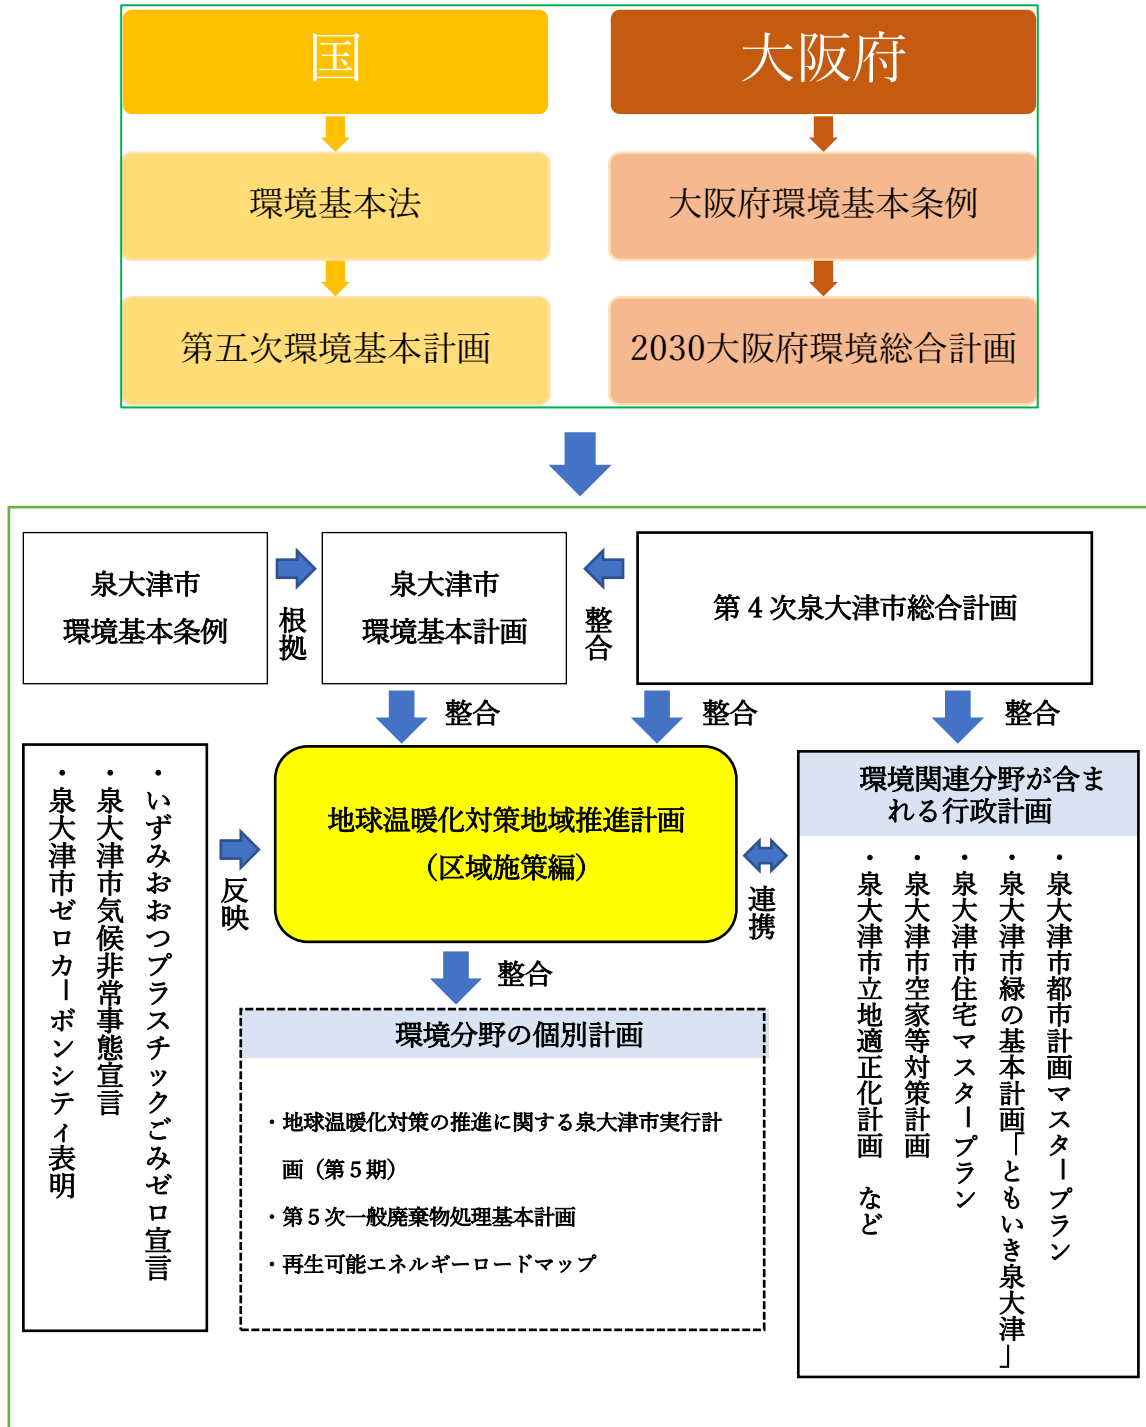 国
大阪府
環境基本法
大阪府環境基本条例
第五次環境基本計画
2030大阪府環境総合計画
泉大津市
環境基本条例
根拠
泉大津市
環境基本計画
整合
第4次泉大津市総合計画
整合
整合
整合
・いずみおおつプラスチックごみゼロ宣言
・泉大津市気候非常事態宣言
・泉大津市ゼロカーボンシティ表明
反映
地球温暖化対策地域推進計画
（区域施策編）
連携
環境関連分野が含ま
れる行政計画
・泉大津市都市計画マスタープラン
・泉大津市緑の基本計画「ともいき泉大津」
・泉大津市住宅マスタープラン
・泉大津市空家等対策計画
・泉大津市立地適正化計画　など
整合
環境分野の個別計画
・地球温暖化対策の推進に関する泉大津市実行計
画（第5期）
・第5次一般廃棄物処理基本計画
・再生可能エネルギーロードマップ